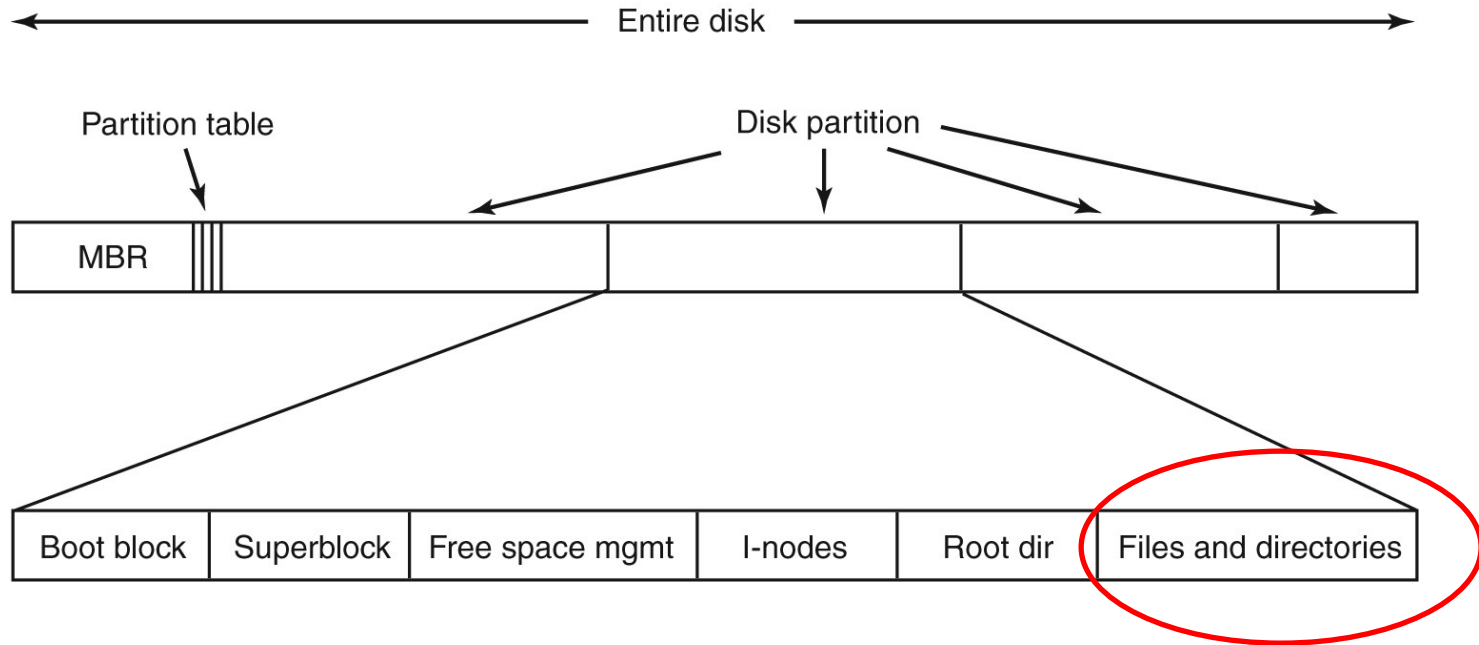 Entire disk
Partition table
Disk partition
MBR
Boot block
Superblock
Free space mgmt
I-nodes
Root dir
Files and directories